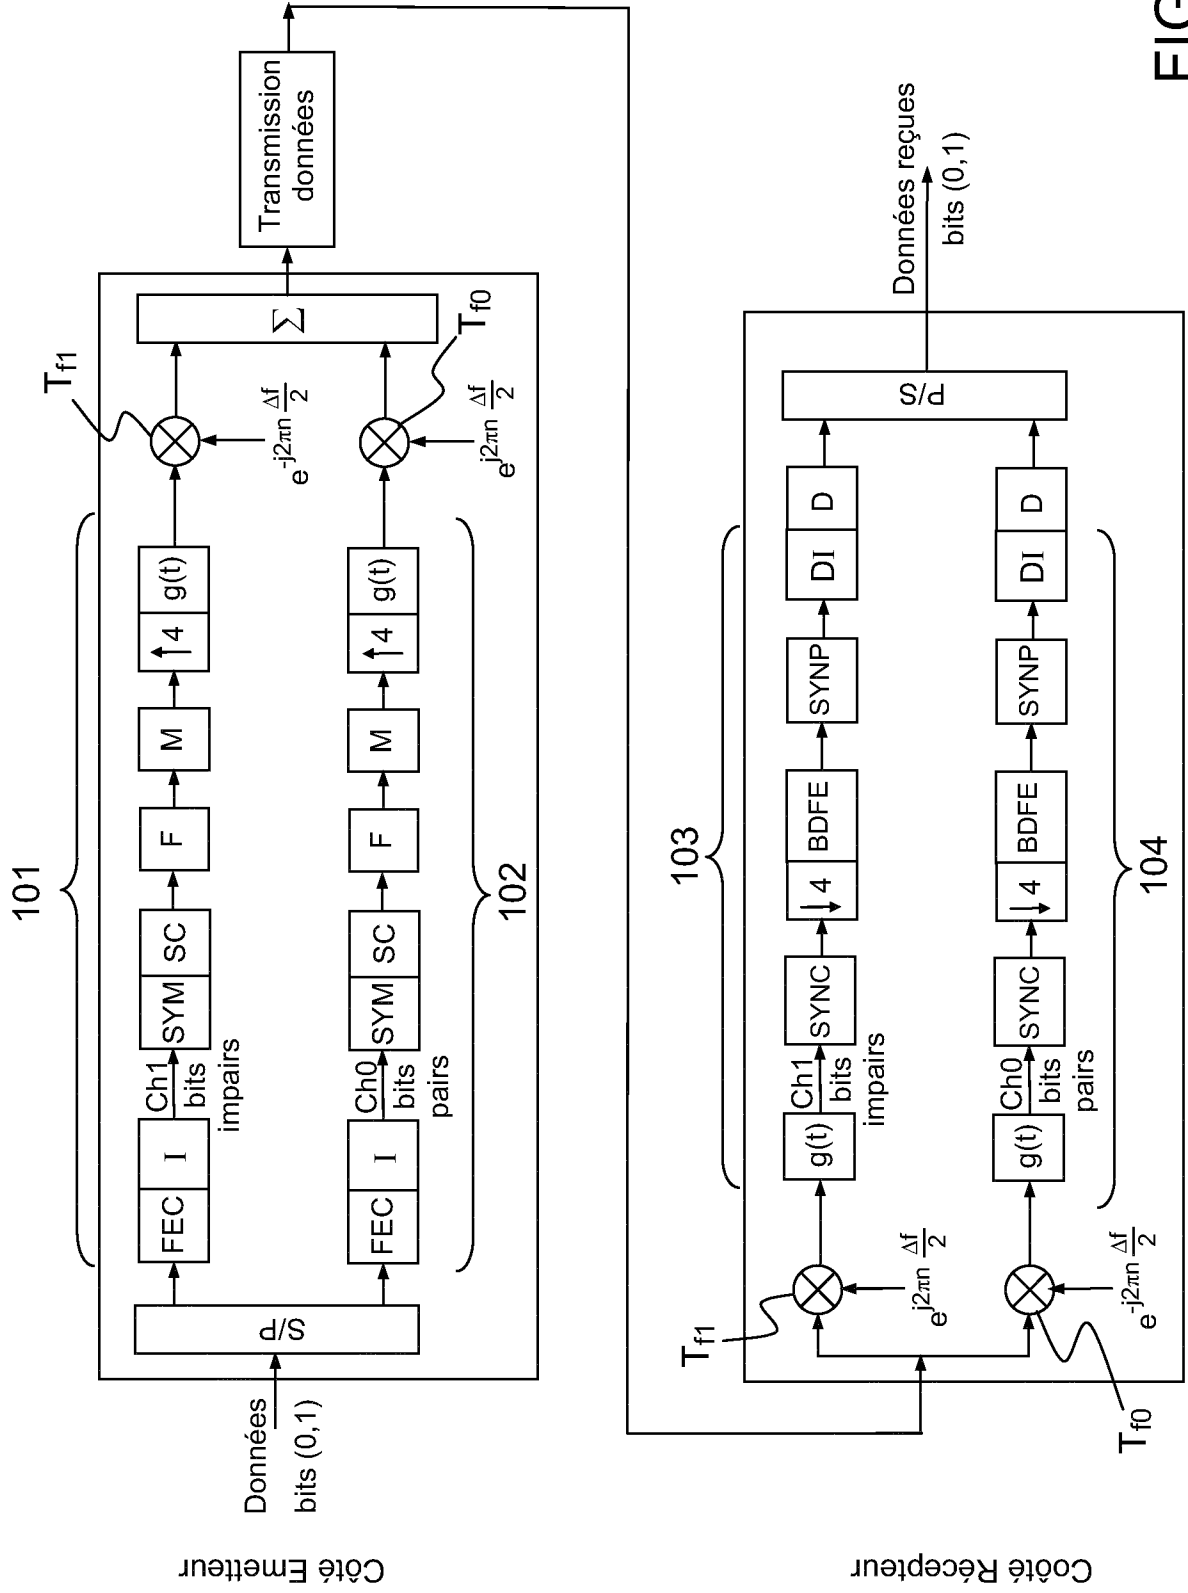 Côté Emetteur
Données
bits (0,1)
S/P
101
FEC I
Ch1
bits
impairs
SYM SC
F
M
↑4 g(t)
Tf1
e-j2πn Δf/2
FEC I
Ch0
bits
pairs
SYM SC
F
M
↑4 g(t)
102
Tf0
ej2πn Δf/2
Σ
Transmission
données
Coôté Récepteur
Tf1
ej2πn Δf/2
103
g(t)
Ch1
bits
impairs
SYNC
↓4 BDFE
SYNP
DI D
Tf0
e-j2πn Δf/2
g(t)
Ch0
bits
pairs
SYNC
↓4 BDFE
SYNP
DI D
104
P/S
Données reçues
bits (0,1)